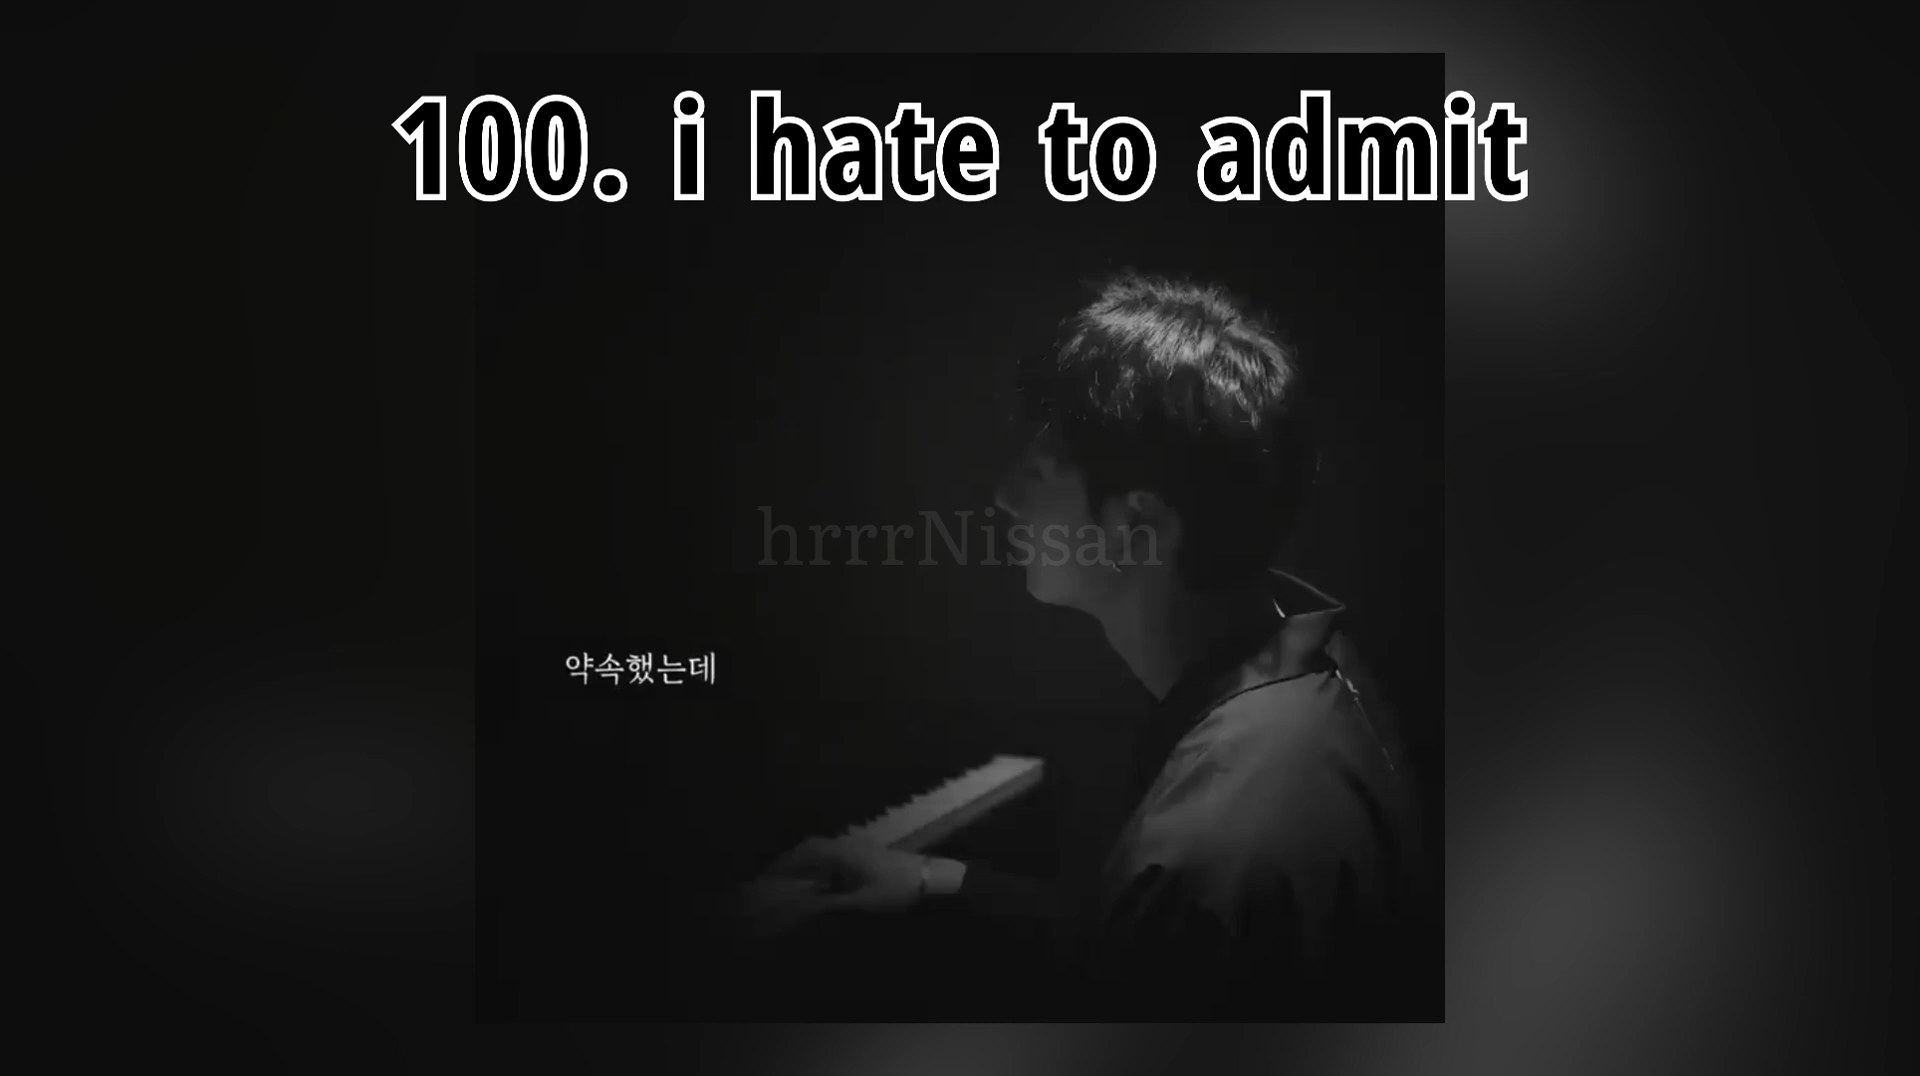 100. i hate to admit
hrrrNissan
약속했는데